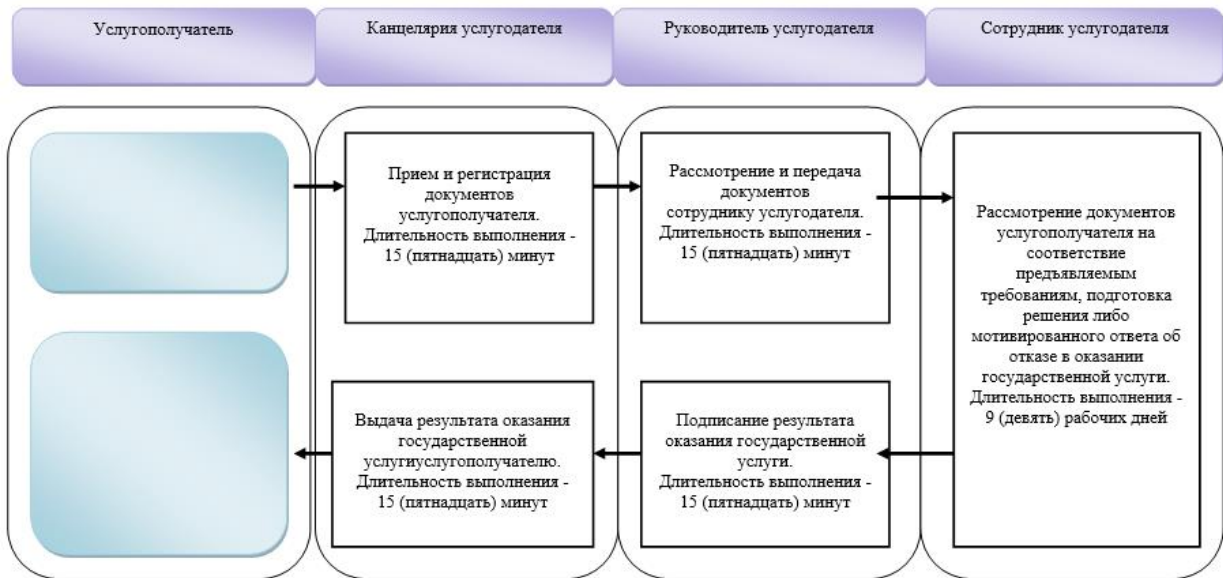 Услугополучатель
Канцелярия услугодателя
Руководитель услугодателя
Сотрудник услугодателя
Прием и регистрация
документов
услугополучателя.
Длительность выполнения -
15 (пятнадцать) минут
Рассмотрение и передача
документов
сотруднику услугодателя.
Длительность выполнения -
15 (пятнадцать) минут
Рассмотрение документов
услугополучателя на
соответствие
предъявляемым
требованиям, подготовка
решения либо
мотивированного ответа об
отказе в оказании
государственной услуги.
Длительность выполнения -
9 (девять) рабочих дней
Подписание результата
оказания государственной
услуги.
Длительность выполнения -
15 (пятнадцать) минут
Выдача результата оказания
государственной
услугиуслугополучателю.
Длительность выполнения -
15 (пятнадцать) минут